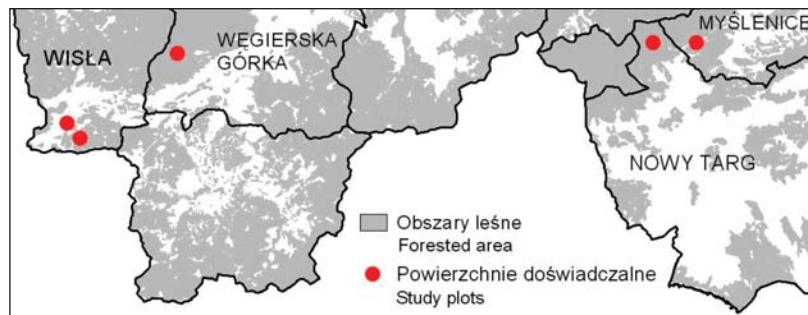 WISŁA
WĘGIERSKA
GÓRKA
MYŚLENICE
NOWY TARG
Obszary leśne
Forested area
Powierzchnie doświadczalne
Study plots